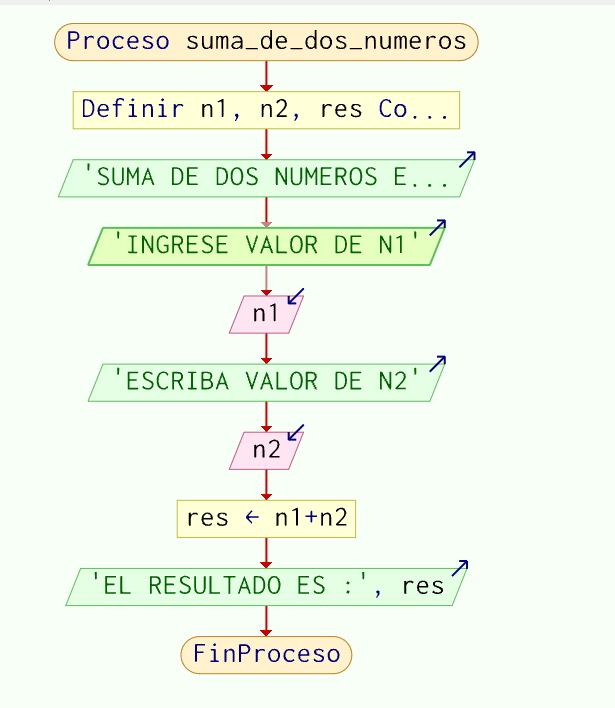 Proceso suma_de_dos_numeros
Definir n1, n2, res Co...
'SUMA DE DOS NUMEROS E...
'INGRESE VALOR DE N1'
n1
'ESCRIBA VALOR DE N2'
n2
res ← n1+n2
'EL RESULTADO ES :', res
FinProceso